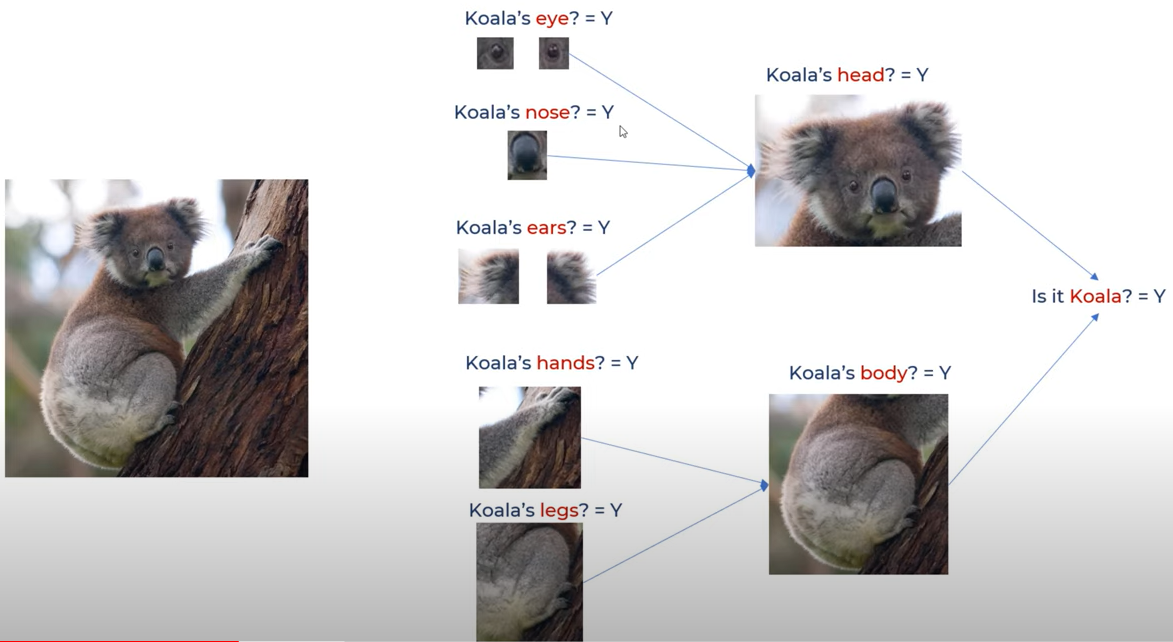 Koala's eye? = Y
Koala's nose? = Y
Koala's ears? = Y
Koala's hands? = Y
Koala's legs? = Y
Koala's head? = Y
Koala's body? = Y
Is it Koala? = Y